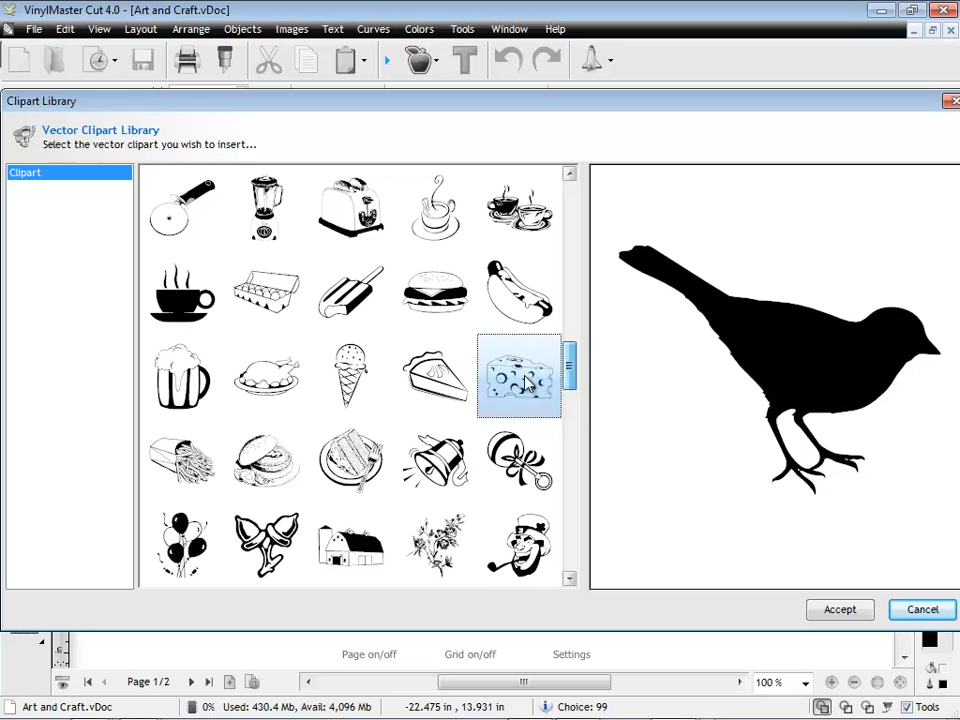 VinylMaster Cut 4.0 - [Art and Craft.vDoc]
File Edit View Layout Arrange Objects Images Text Curves Colors Tools Window Help
Clipart Library
Vector Clipart Library
Select the vector clipart you wish to insert...
Clipart
Accept Cancel
Page on/off Grid on/off Settings
Page 1/2 100 %
Art and Craft.vDoc 0% Used: 430.4 Mb, Avail: 4,096 Mb -22.475 in , 13.931 in Choice: 99 Tools